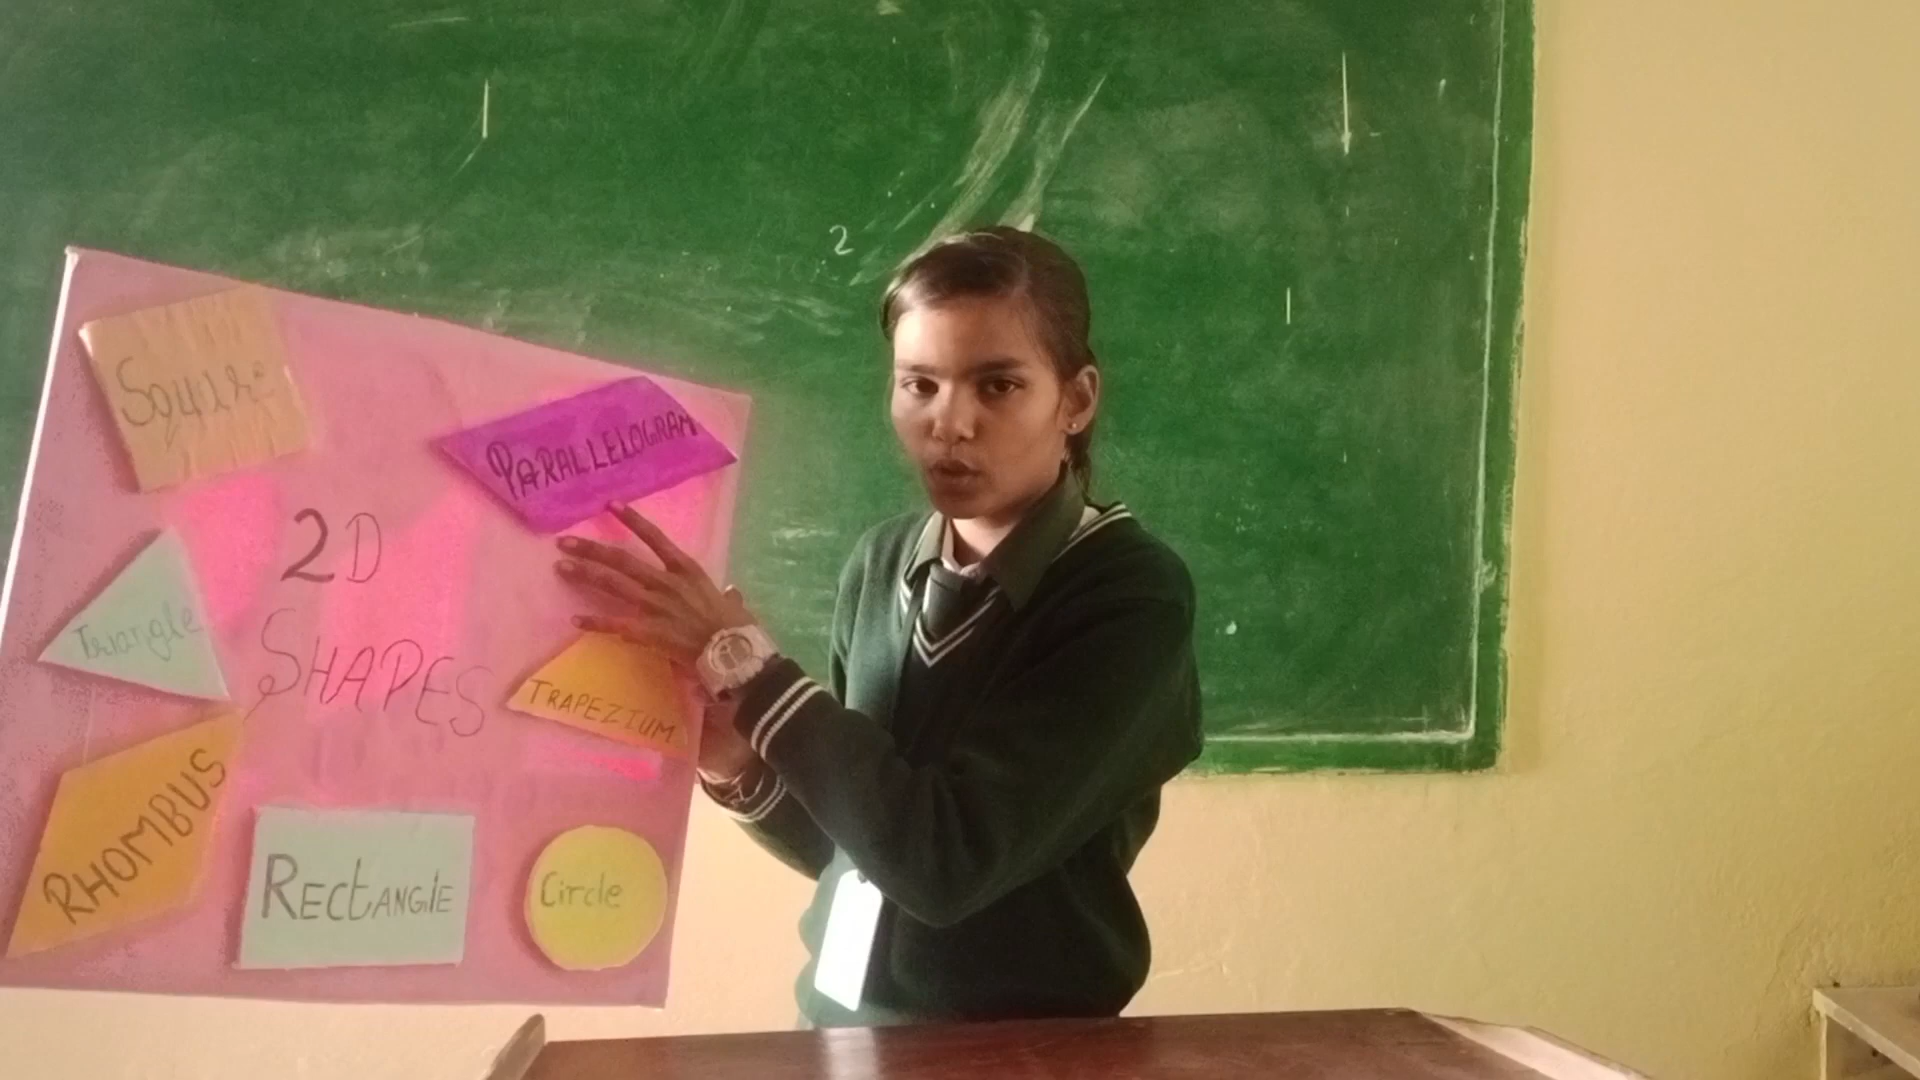 2
Square
PARALLELOGRAM
2D
SHAPES
Triangle
TRAPEZIUM
RHOMBUS
RECtANGlE
Circle